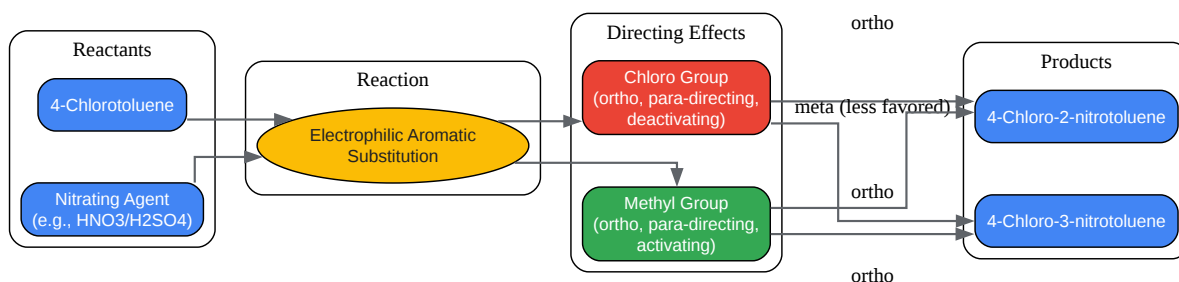 Reactants
4-Chlorotoluene
Nitrating Agent
(e.g., HNO3/H2SO4)
Reaction
Electrophilic Aromatic
Substitution
Directing Effects
Chloro Group
(ortho, para-directing,
deactivating)
Methyl Group
(ortho, para-directing,
activating)
ortho
meta (less favored)
ortho
ortho
Products
4-Chloro-2-nitrotoluene
4-Chloro-3-nitrotoluene